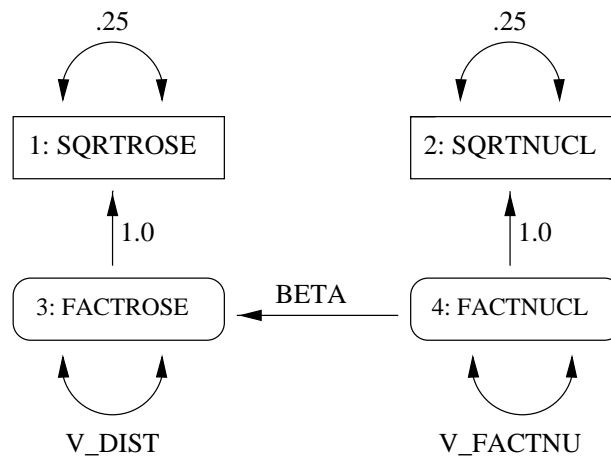 .25 .25
1: SQRTROSE 2: SQRTNUCL
1.0 1.0
BETA
3: FACTROSE 4: FACTNUCL
V_DIST V_FACTNU